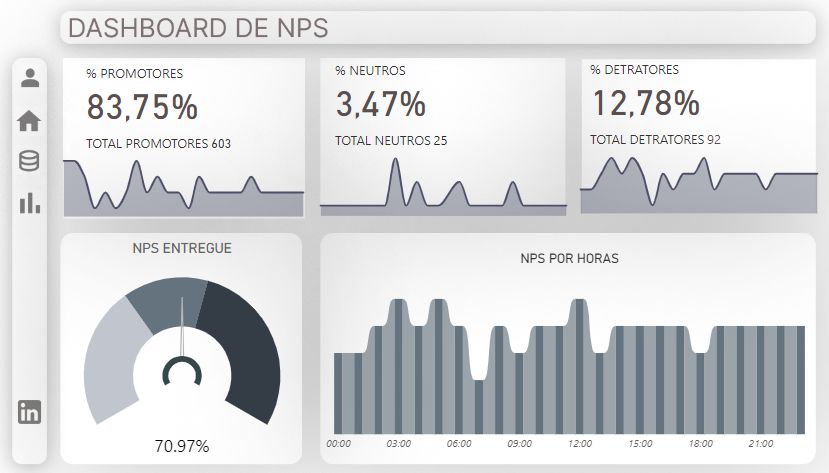 DASHBOARD DE NPS
% PROMOTORES
83,75%
TOTAL PROMOTORES 603
% NEUTROS
3,47%
TOTAL NEUTROS 25
% DETRATORES
12,78%
TOTAL DETRATORES 92
NPS ENTREGUE
70.97%
NPS POR HORAS
00:00 03:00 06:00 09:00 12:00 15:00 18:00 21:00
in